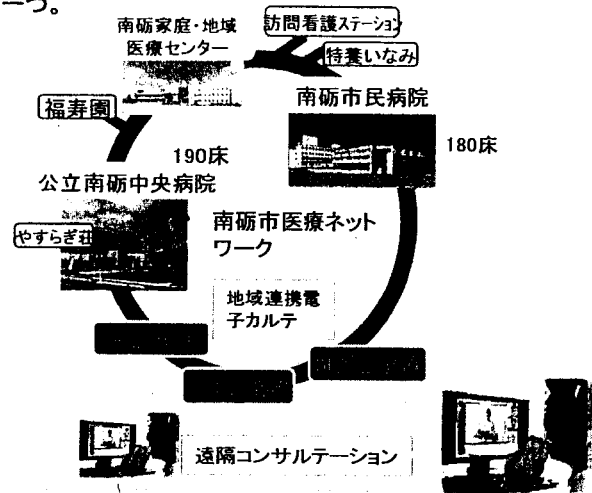 一つ。
南砺家庭・地域
医療センター
訪問看護ステーション
特養いなみ
南砺市民病院
180床
福寿園
190床
公立南砺中央病院
やすらぎ荘
南砺市医療ネット
ワーク
地域連携電
子カルテ
遠隔コンサルテーション